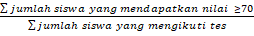 ∑ jumlah siswa yang mendapatkan nilai ≥70
∑ jumlah siswa yang mengikuti tes